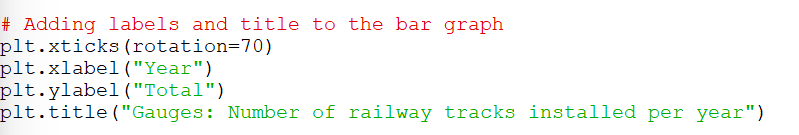 # Adding labels and title to the bar graph
plt.xticks(rotation=70)
plt.xlabel("Year")
plt.ylabel("Total")
plt.title("Gauges: Number of railway tracks installed per year")